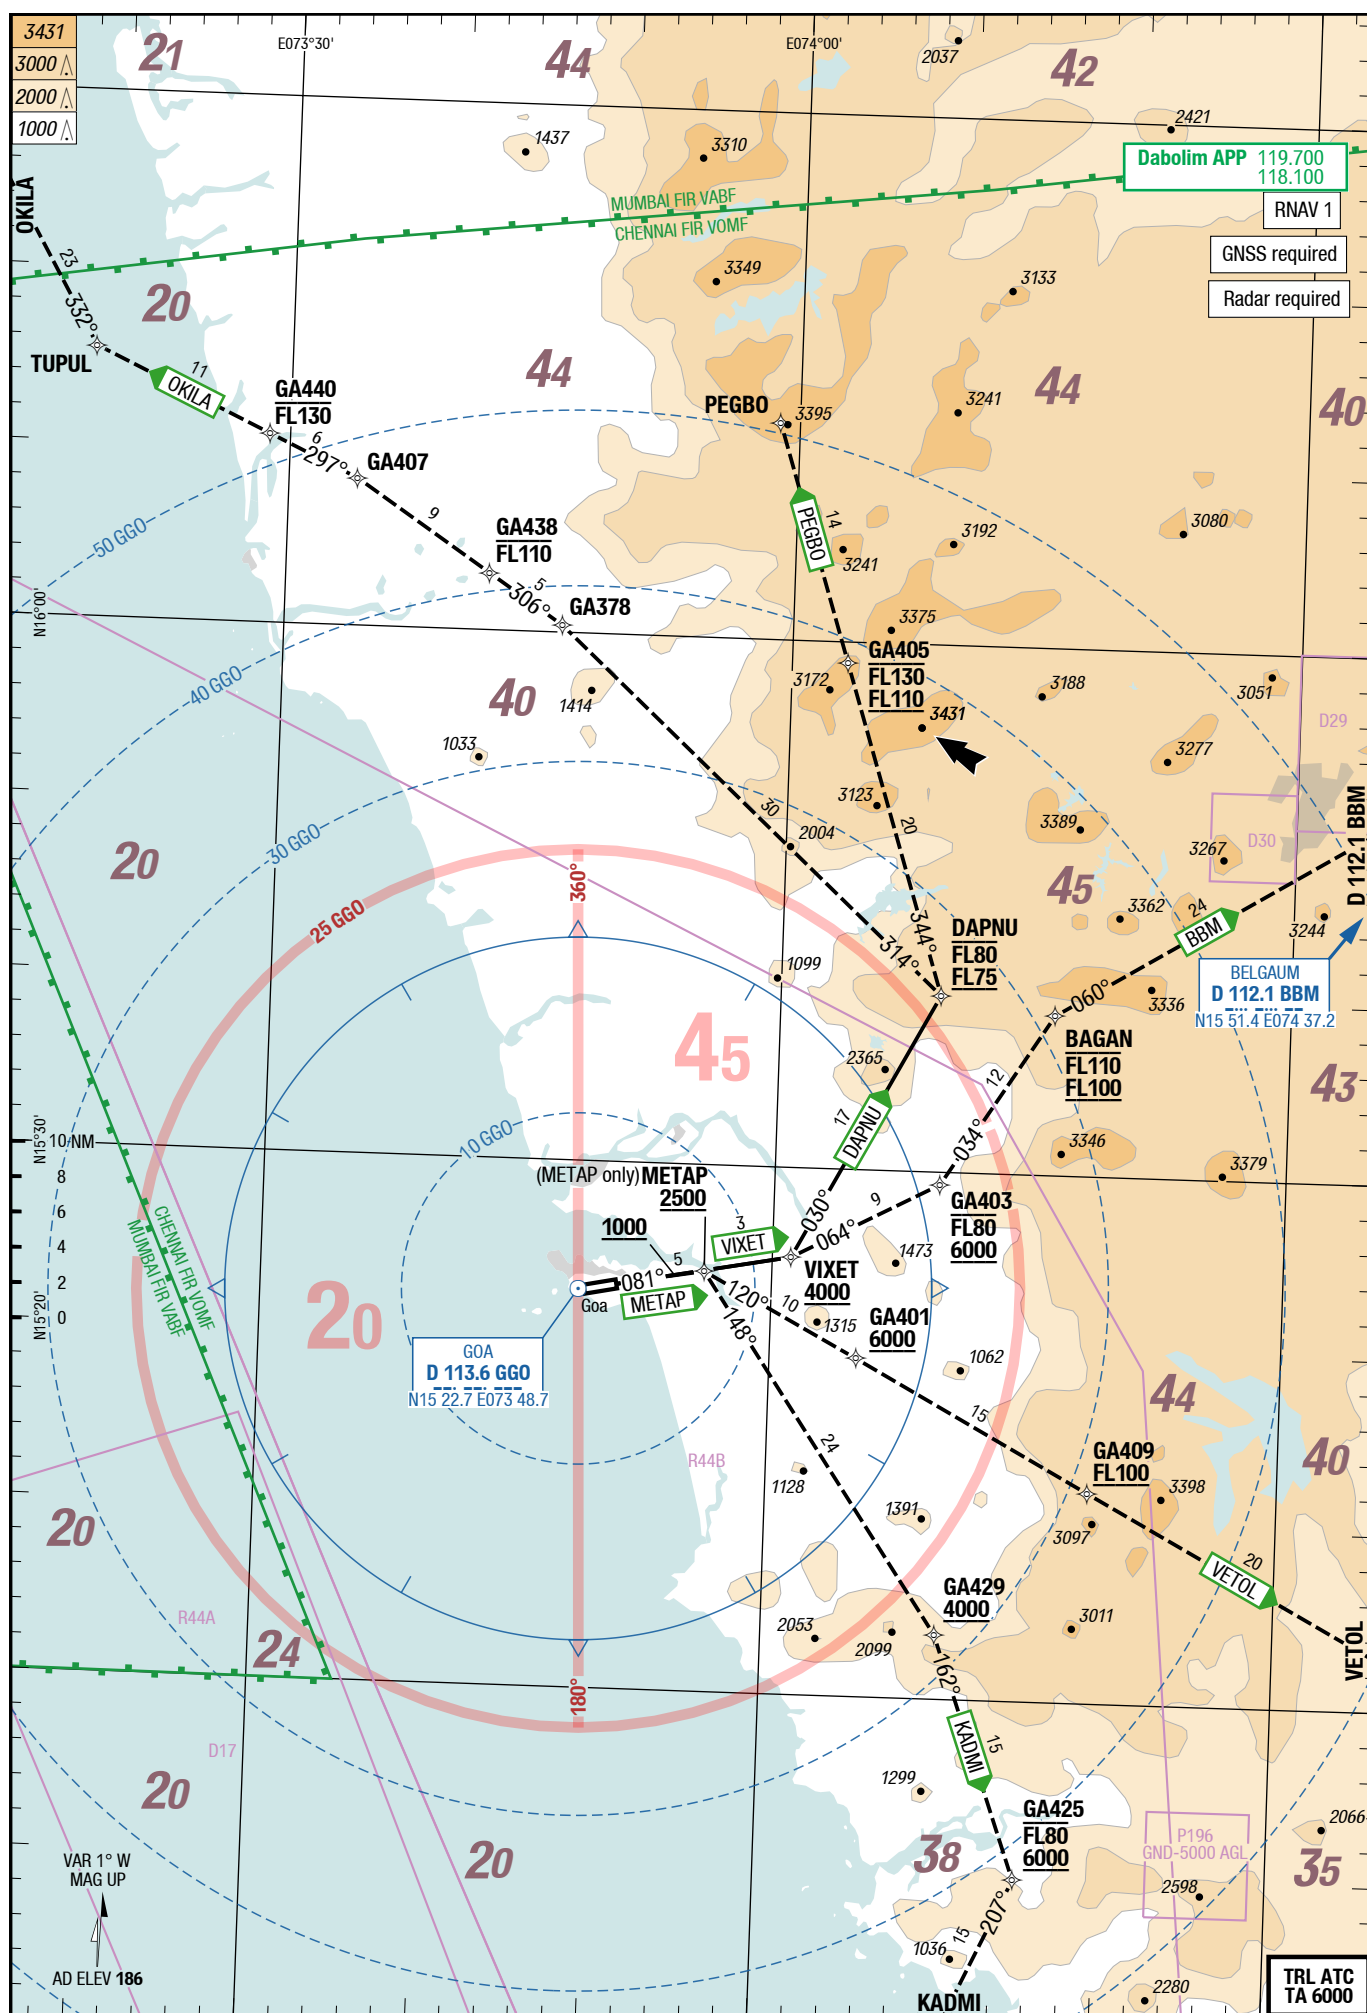 3431
3000
2000
1000
21
E073°30'
44
E074°00'
2037
42
2421
1437
3310
Dabolim APP 119.700
118.100
MUMBAI FIR VABF
CHENNAI FIR VOMF
RNAV 1
GNSS required
Radar required
OKILA
23
332°
20
3349
3133
TUPUL
11
OKILA
GA440
FL130
6
297°
GA407
44
PEGBO
3395
3241
44
40
9
50 GGO
GA438
FL110
5
306°
GA378
14
PEGBO
3241
3192
3080
N16°00'
3375
GA405
FL130
FL110
40 GGO
40
1414
3172
3431
3188
3051
D29
1033
3277
30
3123
20
2004
3389
30 GGO
20
D30
3267
D 112.1 BBM
360°
25 GGO
45
3362
24
BBM
3244
344°
314°
DAPNU
FL80
FL75
1099
BELGAUM
D 112.1 BBM
N15 51.4 E074 37.2
060°
3336
BAGAN
FL110
FL100
45
2365
12
43
17
DAPNU
N15°30'
10 NM
8
6
4
2
0
N15°20'
10 GGO
034°
3346
3379
(METAP only) METAP
2500
1000
3
VIXET
030°
064°
9
GA403
FL80
6000
CHENNAI FIR VOMF
MUMBAI FIR VABF
5
081°
METAP
Goa
VIXET
4000
1473
120°
148°
10
1315
GA401
6000
1062
20
GOA
D 113.6 GGO
N15 22.7 E073 48.7
44
15
24
R44B
GA409
FL100
40
1128
3398
1391
3097
20
20
VETOL
GA429
4000
R44A
24
2053
2099
3011
VETOL
180°
162°
KADMI
15
D17
20
1299
GA425
FL80
6000
P196
GND-5000 AGL
2066
20
38
35
VAR 1° W
MAG UP
2598
207°
15
1036
AD ELEV 186
KADMI
2280
TRL ATC
TA 6000